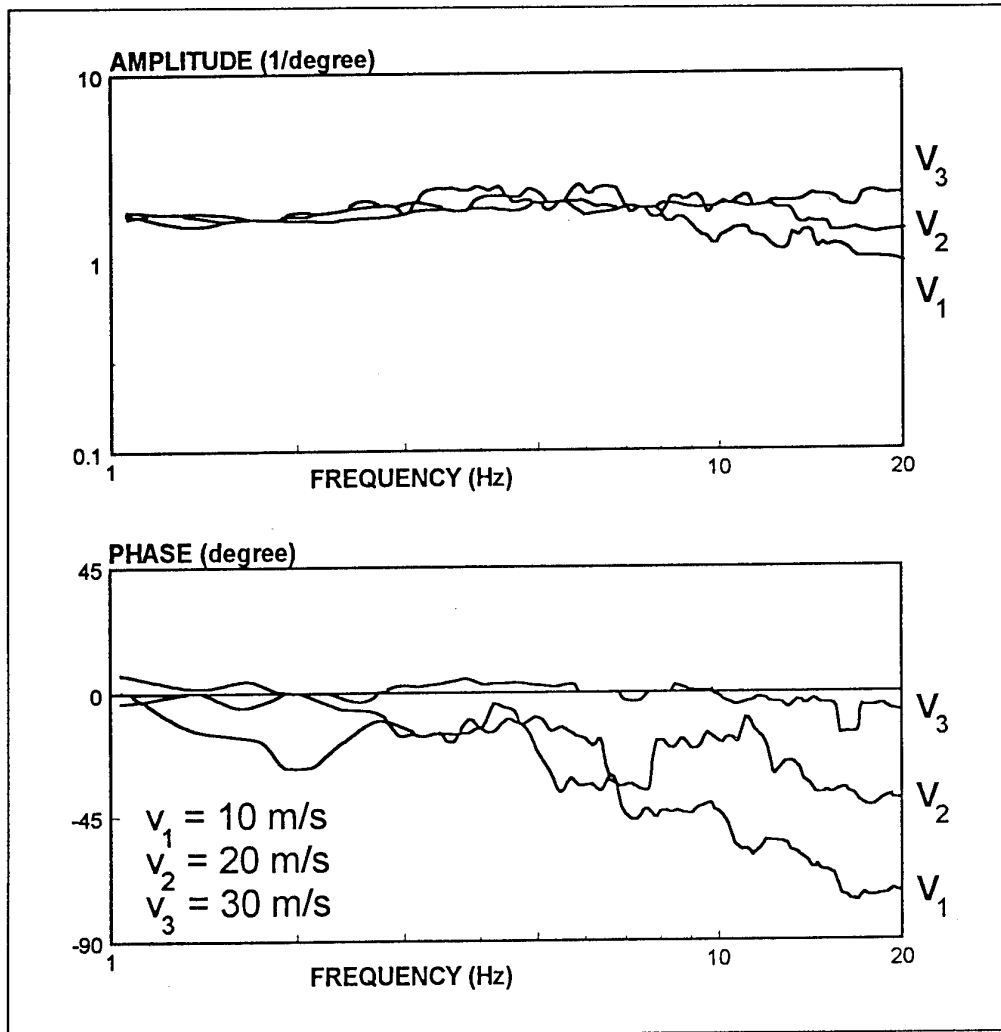 AMPLITUDE (1/degree)
10
1
0.1
1
10
20
FREQUENCY (Hz)
V3
V2
V1
PHASE (degree)
45
0
-45
-90
v1 = 10 m/s
v2 = 20 m/s
v3 = 30 m/s
V3
V2
V1
1
10
20
FREQUENCY (Hz)